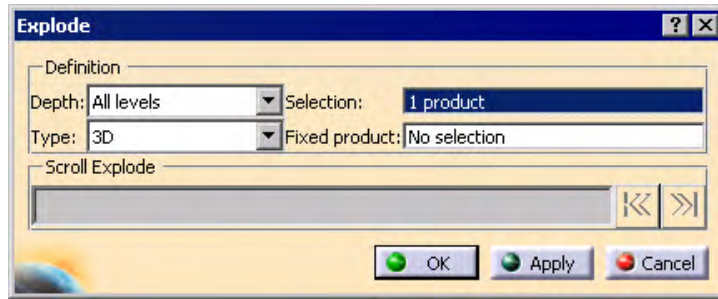 Explode
Definition
Depth: All levels Selection: 1 product
Type: 3D Fixed product: No selection
Scroll Explode
OK Apply Cancel